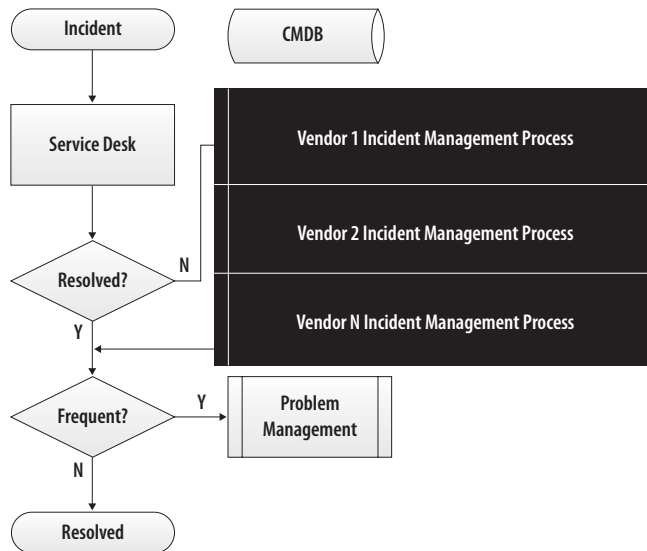 Incident
CMDB
Service Desk
Vendor 1 Incident Management Process
Vendor 2 Incident Management Process
Resolved?
N
Vendor N Incident Management Process
Y
Frequent?
Y
Problem
Management
N
Resolved